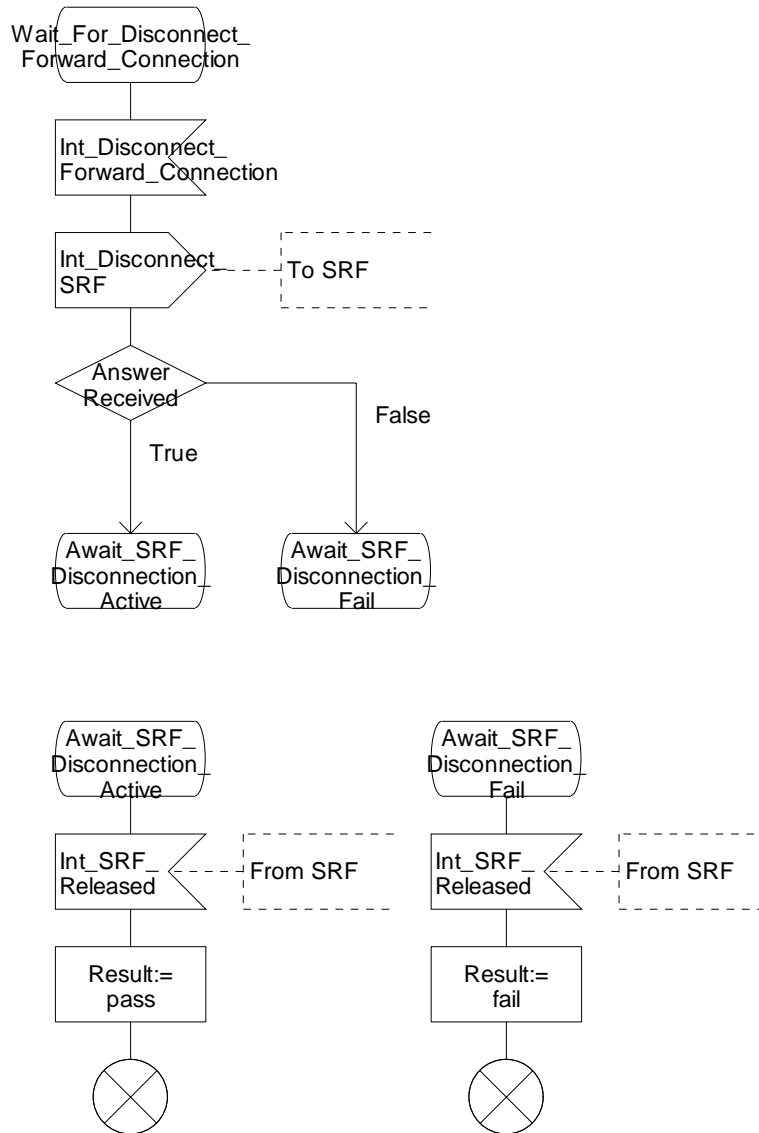 Wait_For_Disconnect_
Forward_Connection
Int_Disconnect_
Forward_Connection
Int_Disconnect_
SRF
To SRF
Answer
Received
False
True
Await_SRF_
Disconnection_
Active
Await_SRF_
Disconnection_
Fail
Await_SRF_
Disconnection_
Active
Await_SRF_
Disconnection_
Fail
Int_SRF_
Released
From SRF
Int_SRF_
Released
From SRF
Result:=
pass
Result:=
fail